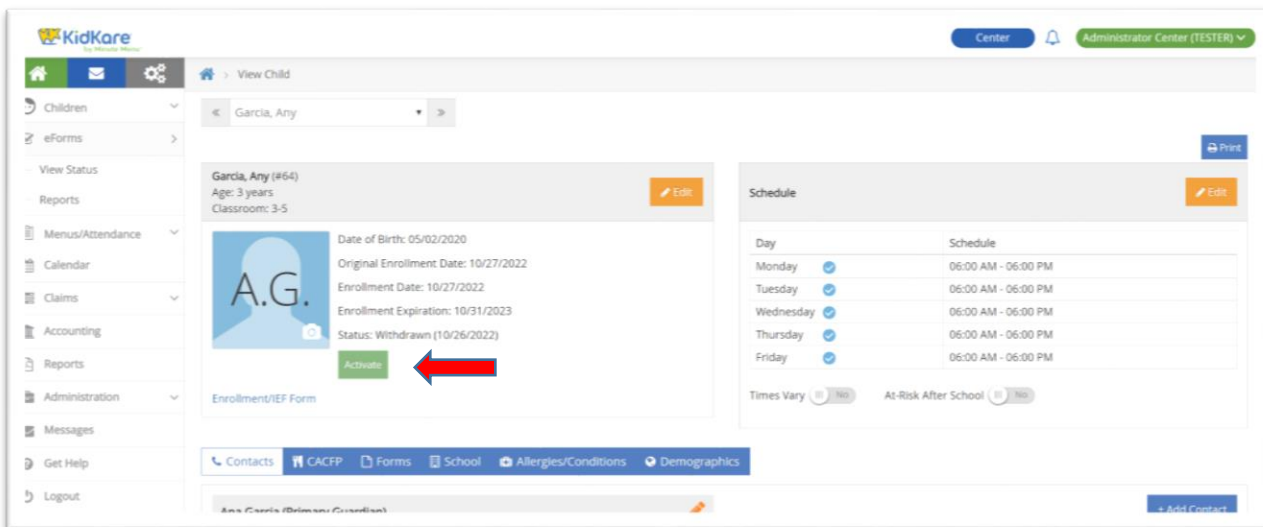 KidKare
by Minute Menu
Center
Administrator Center (TESTER)
View Child
Children
Garcia, Any
eForms
Print
View Status
Reports
Garcia, Any (#64)
Age: 3 years
Classroom: 3-5
Edit
Schedule
Edit
Menus/Attendance
Calendar
Claims
Accounting
Reports
Administration
Messages
Get Help
Logout
A.G.
Date of Birth: 05/02/2020
Original Enrollment Date: 10/27/2022
Enrollment Date: 10/27/2022
Enrollment Expiration: 10/31/2023
Status: Withdrawn (10/26/2022)
Activate
Enrollment/IEF Form
Day Schedule
Monday 06:00 AM - 06:00 PM
Tuesday 06:00 AM - 06:00 PM
Wednesday 06:00 AM - 06:00 PM
Thursday 06:00 AM - 06:00 PM
Friday 06:00 AM - 06:00 PM
Times Vary No At-Risk After School No
Contacts CACFP Forms School Allergies/Conditions Demographics
Ana Garcia (Primary Guardian)
+ Add Contact